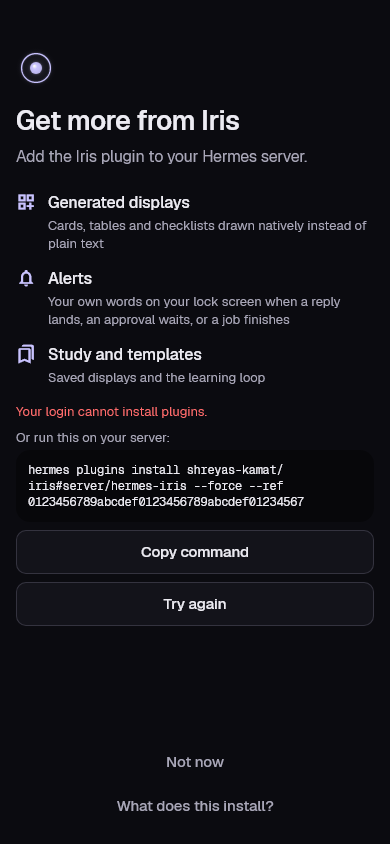 Get more from Iris
Add the Iris plugin to your Hermes server.
Generated displays
Cards, tables and checklists drawn natively instead of
plain text
Alerts
Your own words on your lock screen when a reply
lands, an approval waits, or a job finishes
Study and templates
Saved displays and the learning loop
Your login cannot install plugins.
Or run this on your server:
hermes plugins install shreyas-kamat/
iris#server/hermes-iris --force --ref
0123456789abcdef0123456789abcdef01234567
Copy command
Try again
Not now
What does this install?